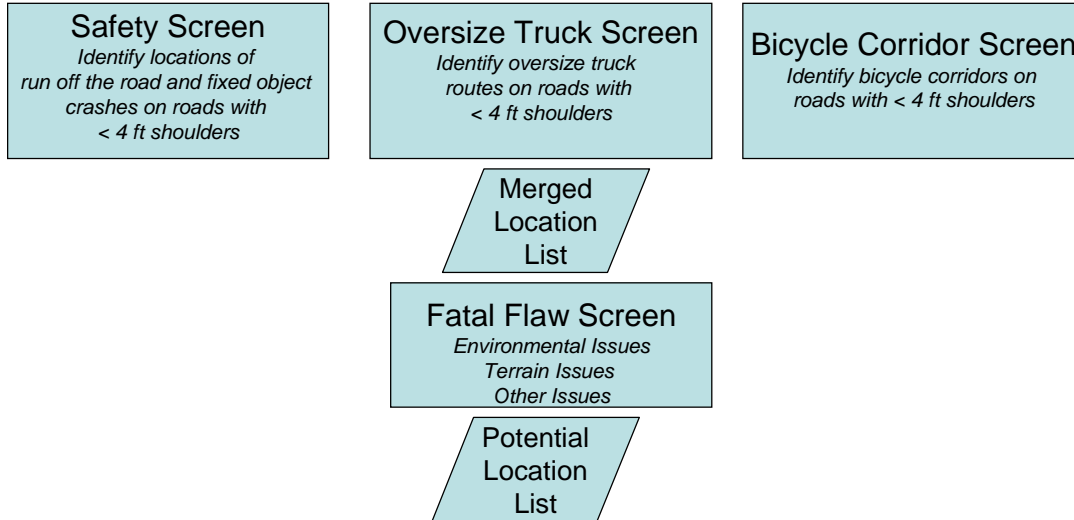 Safety Screen
Identify locations of
run off the road and fixed object
crashes on roads with
< 4 ft shoulders
Oversize Truck Screen
Identify oversize truck
routes on roads with
< 4 ft shoulders
Bicycle Corridor Screen
Identify bicycle corridors on
roads with < 4 ft shoulders
Merged
Location
List
Fatal Flaw Screen
Environmental Issues
Terrain Issues
Other Issues
Potential
Location
List